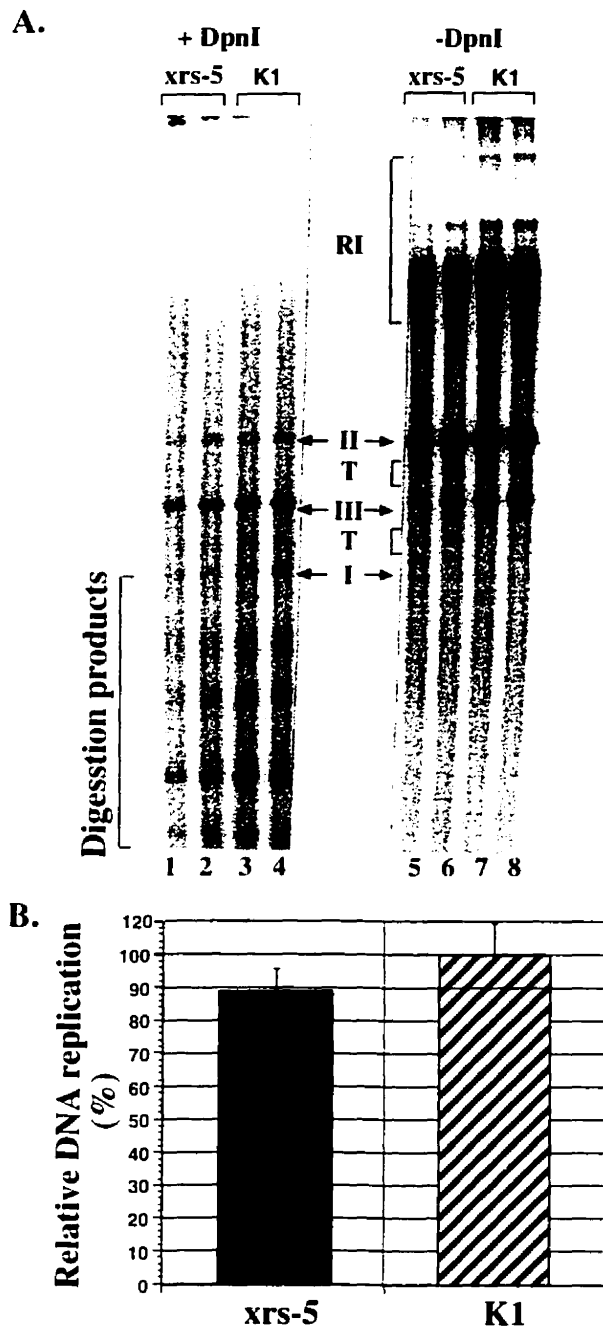 A.
+ DpnI
-DpnI
xrs-5 K1
xrs-5 K1
RI
II
T
III
T
I
Digesstion products
1 2 3 4
5 6 7 8
B.
Relative DNA replication
(%)
120
110
100
90
80
70
60
50
40
30
20
10
0
xrs-5
K1